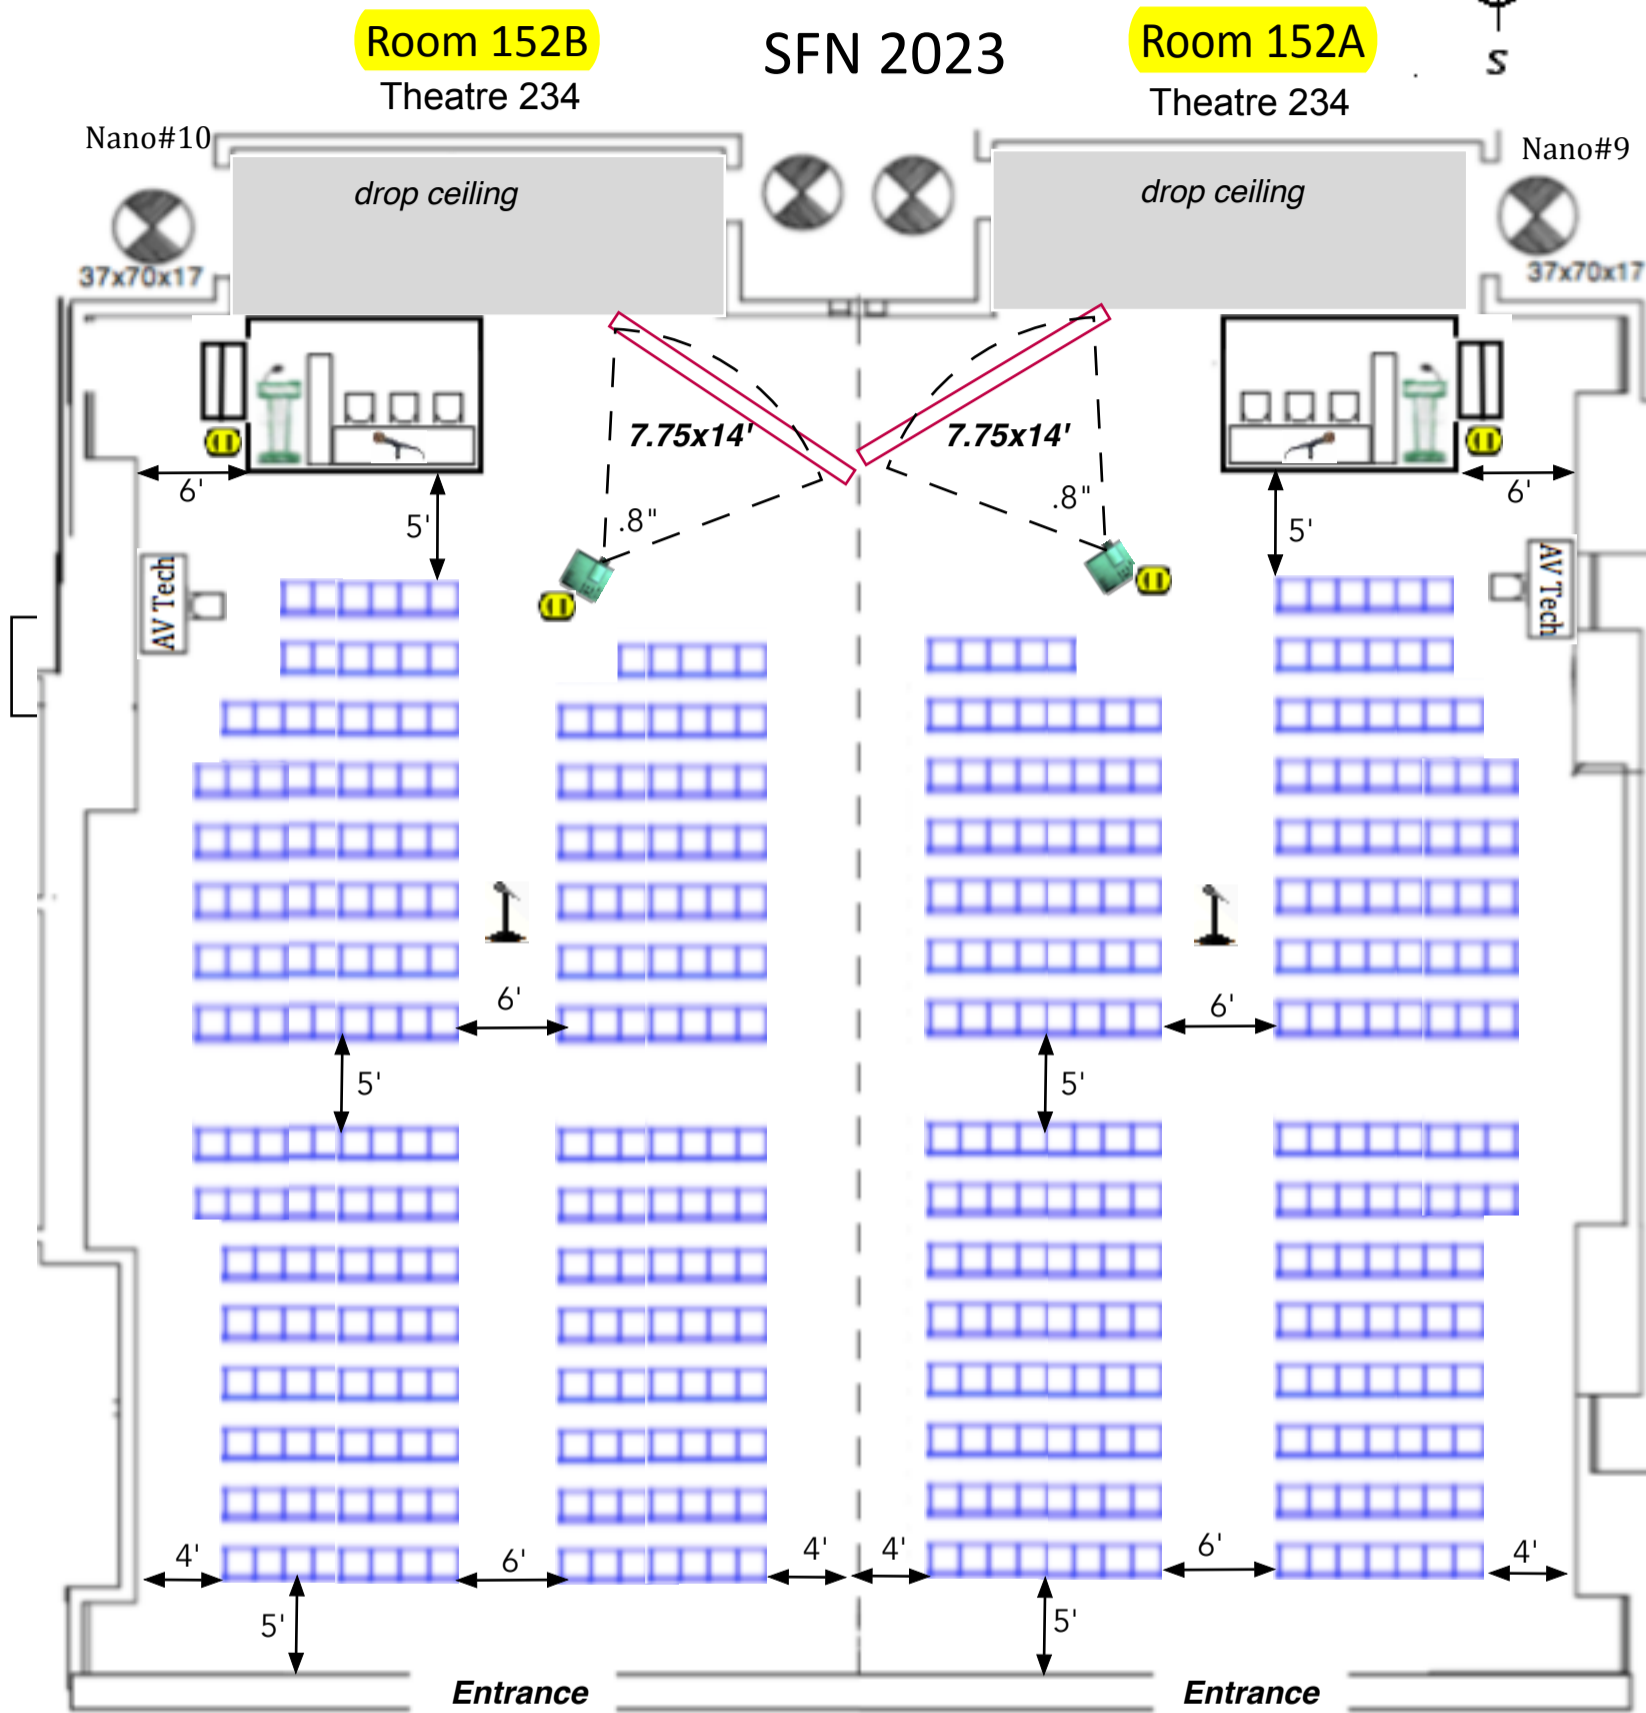 Room 152B
SFN 2023
Room 152A
S
Theatre 234
Theatre 234
Nano#10
Nano#9
drop ceiling
drop ceiling
37x70x17
37x70x17
7.75x14'
7.75x14'
6'
5'
.8"
.8"
5'
6'
AV Tech
AV Tech
6'
6'
5'
5'
4'
6'
4'
4'
6'
4'
5'
5'
Entrance
Entrance